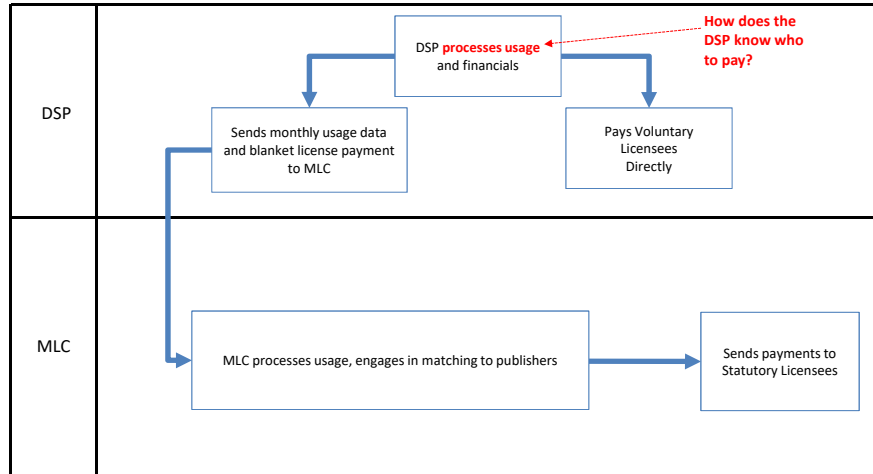 How does the
DSP know who
to pay?
DSP processes usage
and financials
DSP
Sends monthly usage data
and blanket license payment
to MLC
Pays Voluntary
Licensees
Directly
MLC
MLC processes usage, engages in matching to publishers
Sends payments to
Statutory Licensees